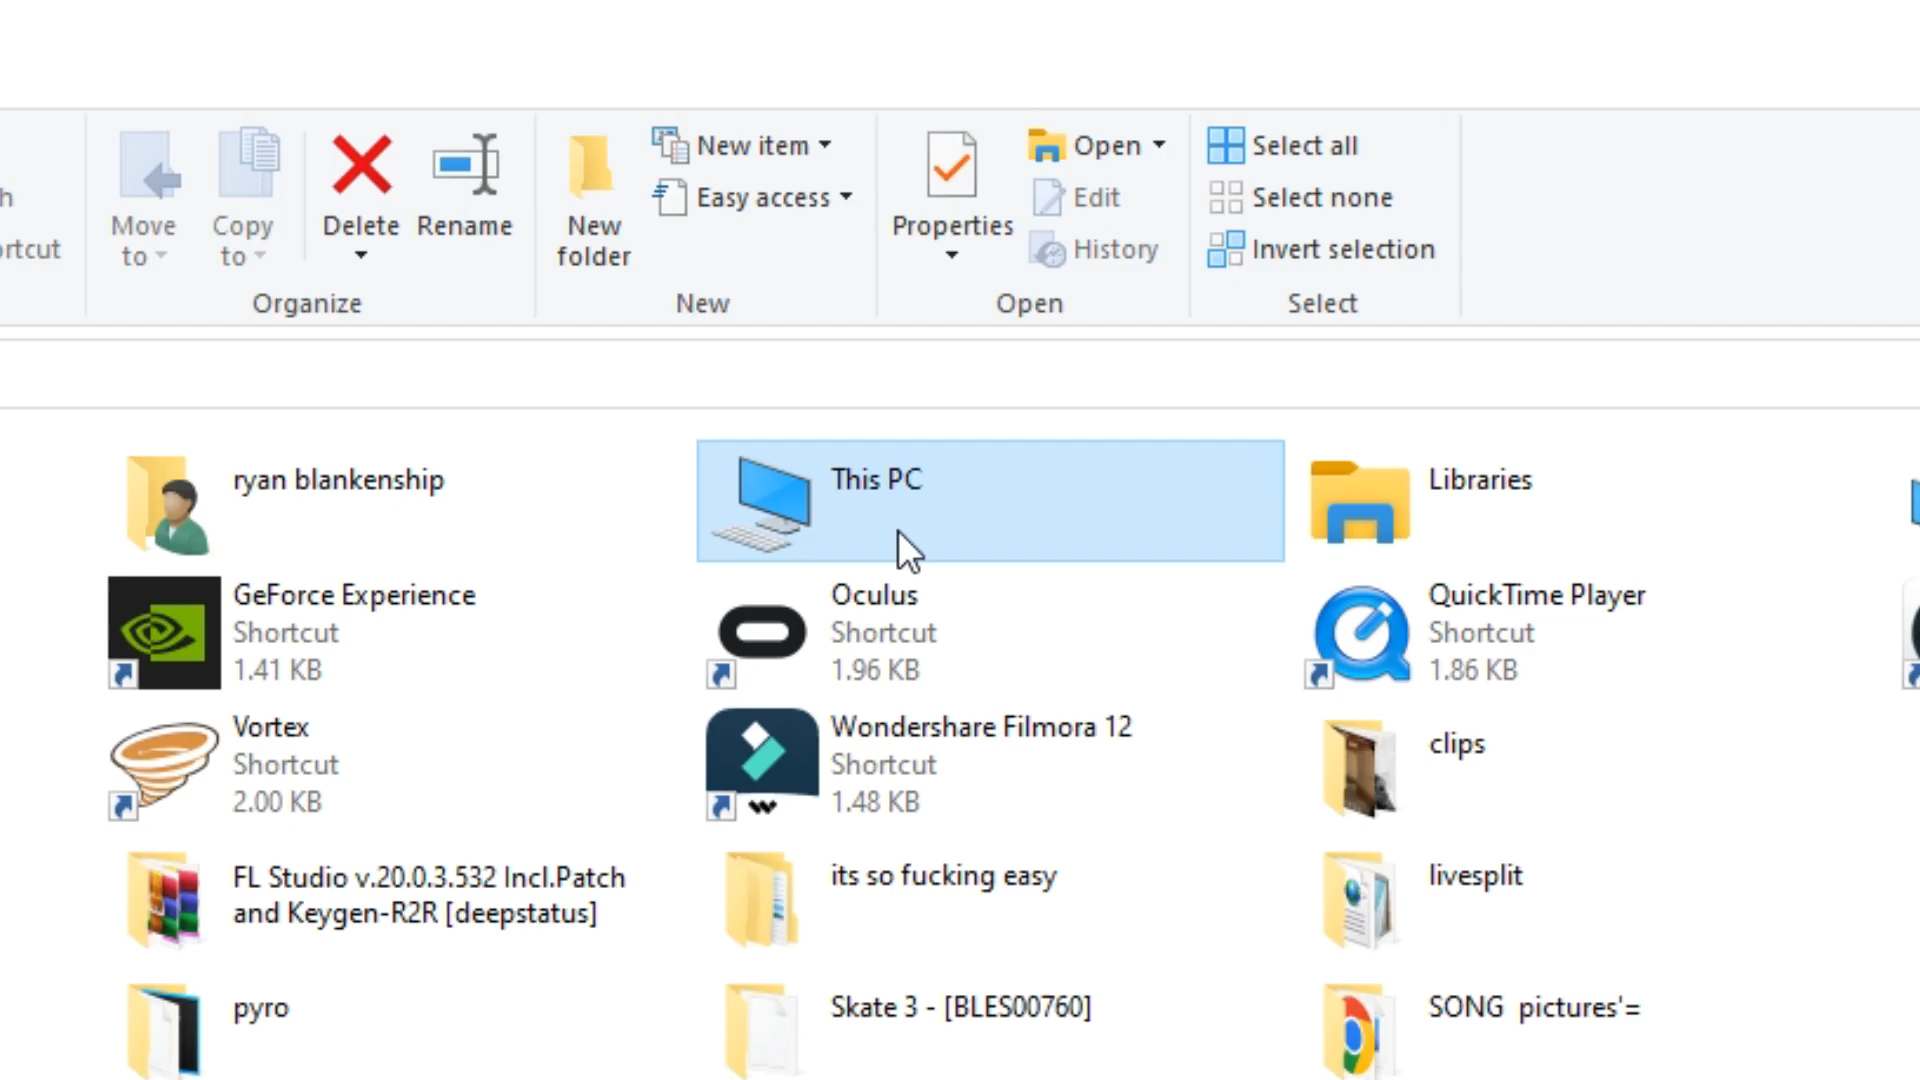 h
ortcut
Move
to
Copy
to
Delete
Rename
Organize
New
folder
New item
Easy access
New
Properties
Open
Edit
History
Open
Select all
Select none
Invert selection
Select
ryan blankenship
This PC
Libraries
GeForce Experience
Shortcut
1.41 KB
Oculus
Shortcut
1.96 KB
QuickTime Player
Shortcut
1.86 KB
Vortex
Shortcut
2.00 KB
Wondershare Filmora 12
Shortcut
1.48 KB
clips
FL Studio v.20.0.3.532 Incl.Patch
and Keygen-R2R [deepstatus]
its so fucking easy
livesplit
pyro
Skate 3 - [BLES00760]
SONG  pictures'=